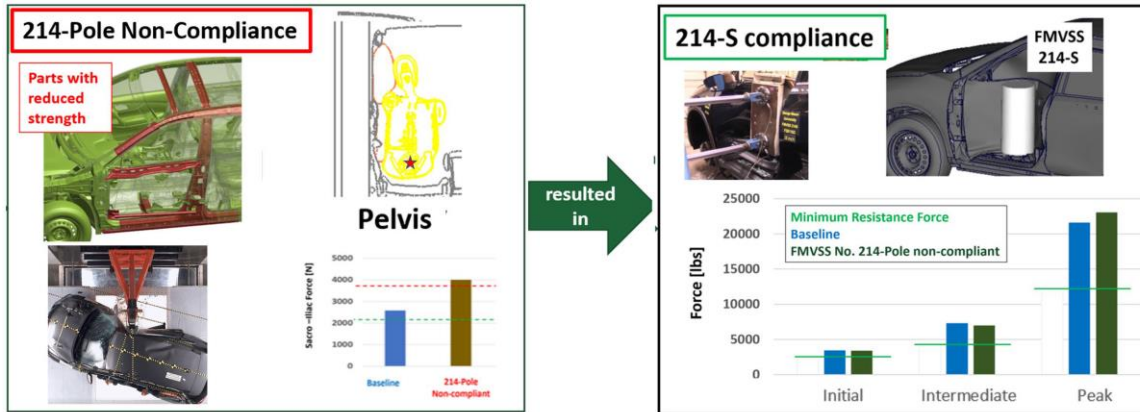 214-Pole Non-Compliance
Parts with
reduced
strength
Pelvis
Sacro –Iliac Force [N]
5000
4000
3000
2000
1000
0
Baseline
214-Pole
Non-compliant
resulted
in
214-S compliance
FMVSS
214-S
Minimum Resistance Force
Baseline
FMVSS No. 214-Pole non-compliant
Force [lbs]
25000
20000
15000
10000
5000
0
Initial
Intermediate
Peak